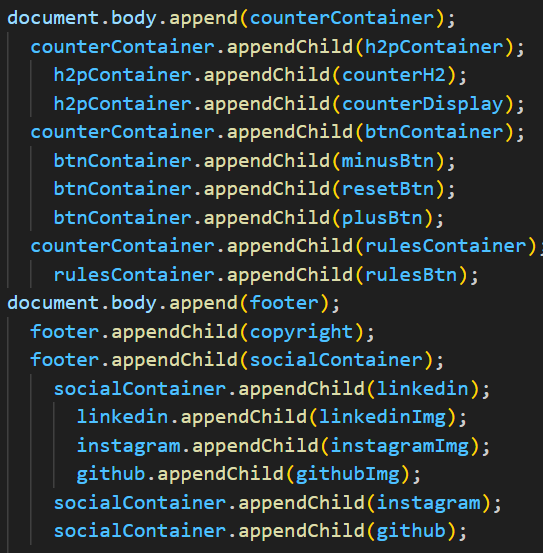 document.body.append(counterContainer);
counterContainer.appendChild(h2pContainer);
h2pContainer.appendChild(counterH2);
h2pContainer.appendChild(counterDisplay);
counterContainer.appendChild(btnContainer);
btnContainer.appendChild(minusBtn);
btnContainer.appendChild(resetBtn);
btnContainer.appendChild(plusBtn);
counterContainer.appendChild(rulesContainer);
rulesContainer.appendChild(rulesBtn);
document.body.append(footer);
footer.appendChild(copyright);
footer.appendChild(socialContainer);
socialContainer.appendChild(linkedin);
linkedin.appendChild(linkedinImg);
instagram.appendChild(instagramImg);
github.appendChild(githubImg);
socialContainer.appendChild(instagram);
socialContainer.appendChild(github);